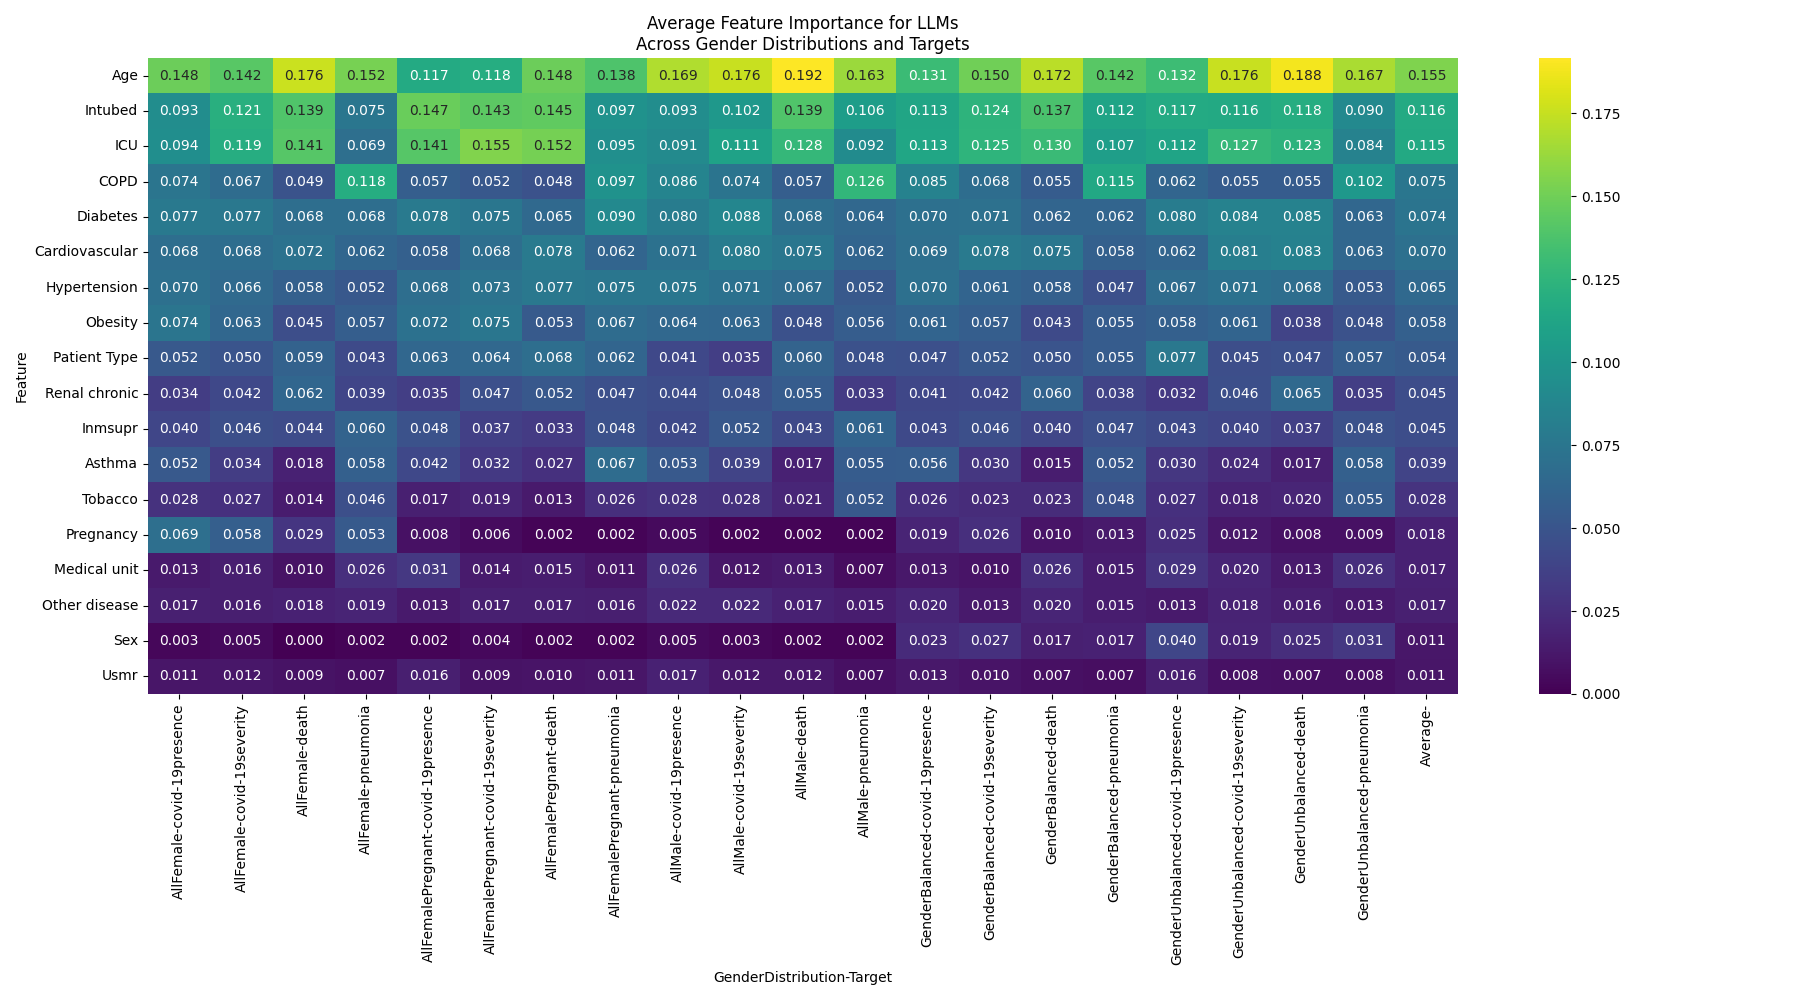 Average Feature Importance for LLMs
Across Gender Distributions and Targets
Feature
Age 0.148 0.142 0.176 0.152 0.117 0.118 0.148 0.138 0.169 0.176 0.192 0.163 0.131 0.150 0.172 0.142 0.132 0.176 0.188 0.167 0.155
Intubed 0.093 0.121 0.139 0.075 0.147 0.143 0.145 0.097 0.093 0.102 0.139 0.106 0.113 0.124 0.137 0.112 0.117 0.116 0.118 0.090 0.116
ICU 0.094 0.119 0.141 0.069 0.141 0.155 0.152 0.095 0.091 0.111 0.128 0.092 0.113 0.125 0.130 0.107 0.112 0.127 0.123 0.084 0.115
COPD 0.074 0.067 0.049 0.118 0.057 0.052 0.048 0.097 0.086 0.074 0.057 0.126 0.085 0.068 0.055 0.115 0.062 0.055 0.055 0.102 0.075
Diabetes 0.077 0.077 0.068 0.068 0.078 0.075 0.065 0.090 0.080 0.088 0.068 0.064 0.070 0.071 0.062 0.062 0.080 0.084 0.085 0.063 0.074
Cardiovascular 0.068 0.068 0.072 0.062 0.058 0.068 0.078 0.062 0.071 0.080 0.075 0.062 0.069 0.078 0.075 0.058 0.062 0.081 0.083 0.063 0.070
Hypertension 0.070 0.066 0.058 0.052 0.068 0.073 0.077 0.075 0.075 0.071 0.067 0.052 0.070 0.061 0.058 0.047 0.067 0.071 0.068 0.053 0.065
Obesity 0.074 0.063 0.045 0.057 0.072 0.075 0.053 0.067 0.064 0.063 0.048 0.056 0.061 0.057 0.043 0.055 0.058 0.061 0.038 0.048 0.058
Patient Type 0.052 0.050 0.059 0.043 0.063 0.064 0.068 0.062 0.041 0.035 0.060 0.048 0.047 0.052 0.050 0.055 0.077 0.045 0.047 0.057 0.054
Renal chronic 0.034 0.042 0.062 0.039 0.035 0.047 0.052 0.047 0.044 0.048 0.055 0.033 0.041 0.042 0.060 0.038 0.032 0.046 0.065 0.035 0.045
Inmsupr 0.040 0.046 0.044 0.060 0.048 0.037 0.033 0.048 0.042 0.052 0.043 0.061 0.043 0.046 0.040 0.047 0.043 0.040 0.037 0.048 0.045
Asthma 0.052 0.034 0.018 0.058 0.042 0.032 0.027 0.067 0.053 0.039 0.017 0.055 0.056 0.030 0.015 0.052 0.030 0.024 0.017 0.058 0.039
Tobacco 0.028 0.027 0.014 0.046 0.017 0.019 0.013 0.026 0.028 0.028 0.021 0.052 0.026 0.023 0.023 0.048 0.027 0.018 0.020 0.055 0.028
Pregnancy 0.069 0.058 0.029 0.053 0.008 0.006 0.002 0.002 0.005 0.002 0.002 0.002 0.019 0.026 0.010 0.013 0.025 0.012 0.008 0.009 0.018
Medical unit 0.013 0.016 0.010 0.026 0.031 0.014 0.015 0.011 0.026 0.012 0.013 0.007 0.013 0.010 0.026 0.015 0.029 0.020 0.013 0.026 0.017
Other disease 0.017 0.016 0.018 0.019 0.013 0.017 0.017 0.016 0.022 0.022 0.017 0.015 0.020 0.013 0.020 0.015 0.013 0.018 0.016 0.013 0.017
Sex 0.003 0.005 0.000 0.002 0.002 0.004 0.002 0.002 0.005 0.003 0.002 0.002 0.023 0.027 0.017 0.017 0.040 0.019 0.025 0.031 0.011
Usmr 0.011 0.012 0.009 0.007 0.016 0.009 0.010 0.011 0.017 0.012 0.012 0.007 0.013 0.010 0.007 0.007 0.016 0.008 0.007 0.008 0.011
AllFemale-covid-19presence
AllFemale-covid-19severity
AllFemale-death
AllFemale-pneumonia
AllFemalePregnant-covid-19presence
AllFemalePregnant-covid-19severity
AllFemalePregnant-death
AllFemalePregnant-pneumonia
AllMale-covid-19presence
AllMale-covid-19severity
AllMale-death
AllMale-pneumonia
GenderBalanced-covid-19presence
GenderBalanced-covid-19severity
GenderBalanced-death
GenderBalanced-pneumonia
GenderUnbalanced-covid-19presence
GenderUnbalanced-covid-19severity
GenderUnbalanced-death
GenderUnbalanced-pneumonia
Average-
GenderDistribution-Target
0.175
0.150
0.125
0.100
0.075
0.050
0.025
0.000